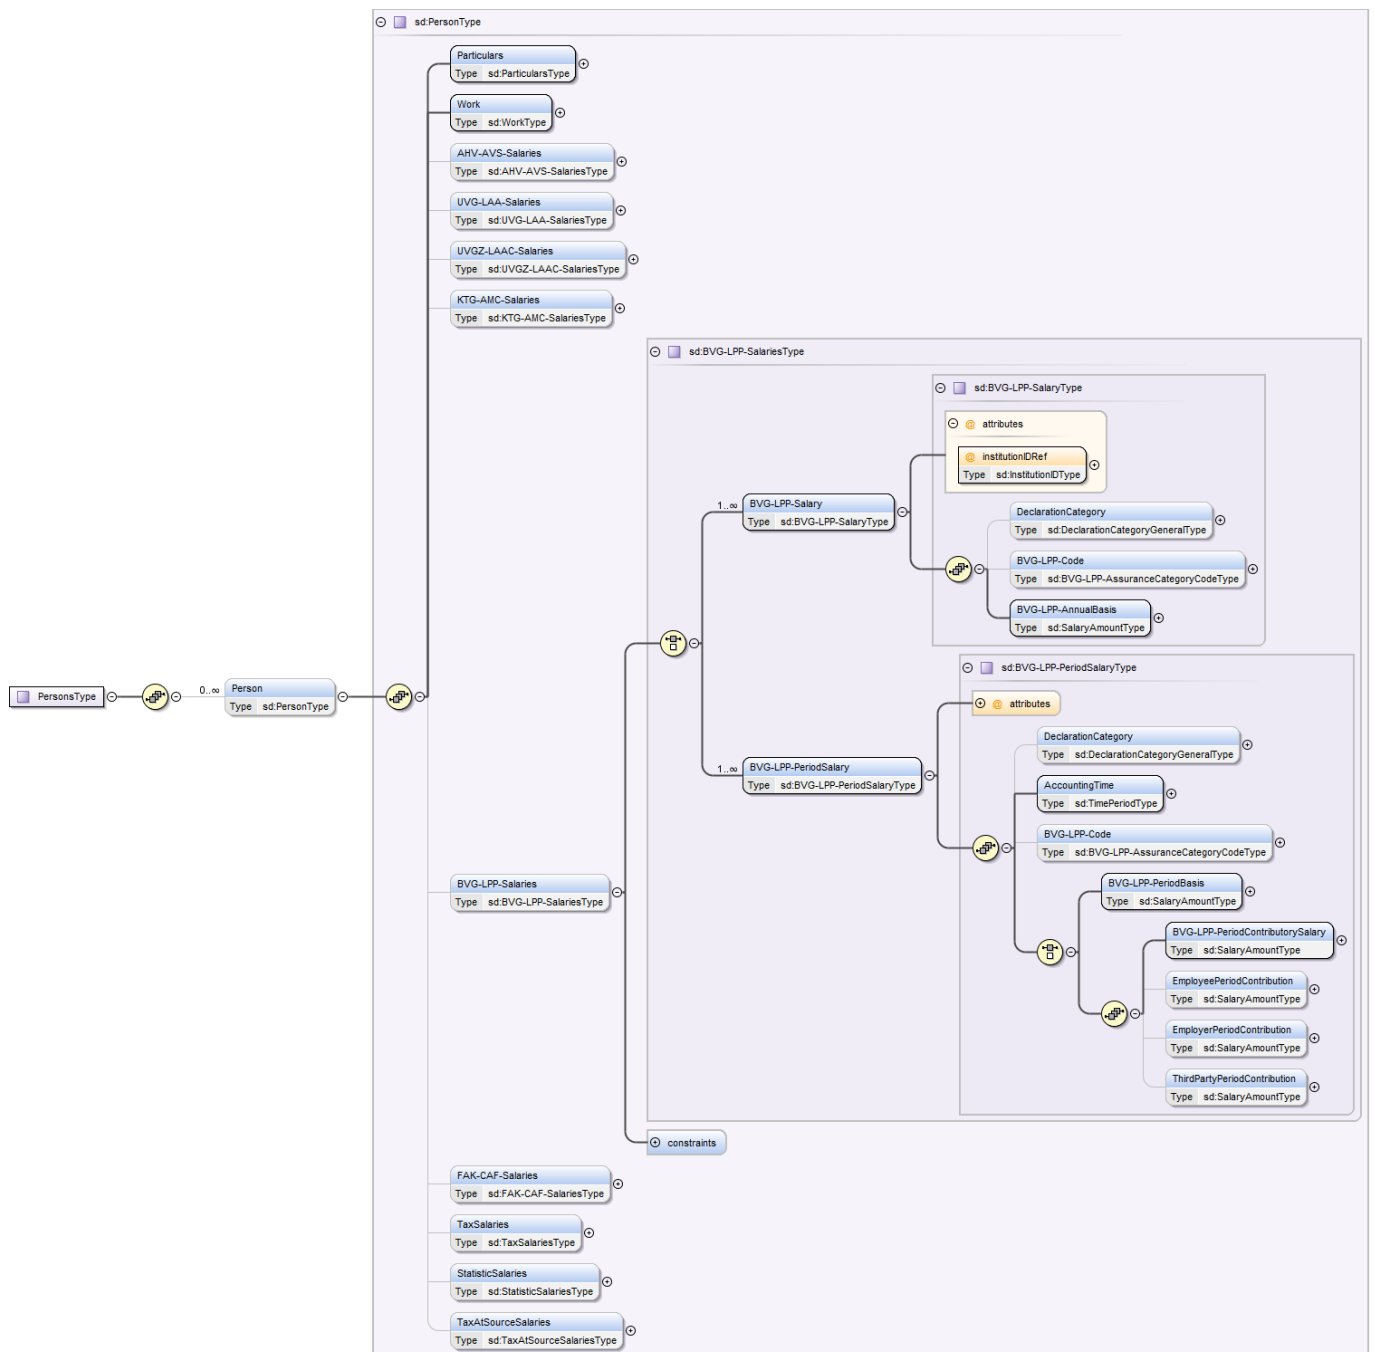 sd:PersonType
Particulars
Type sd:ParticularsType
Work
Type sd:WorkType
AHV-AVS-Salaries
Type sd:AHV-AVS-SalariesType
UVG-LAA-Salaries
Type sd:UVG-LAA-SalariesType
UVGZ-LAAC-Salaries
Type sd:UVGZ-LAAC-SalariesType
KTG-AMC-Salaries
Type sd:KTG-AMC-SalariesType
sd:BVG-LPP-SalariesType
sd:BVG-LPP-SalaryType
@ attributes
@ institutionIDRef
Type sd:InstitutionIDType
1..∞
BVG-LPP-Salary
Type sd:BVG-LPP-SalaryType
DeclarationCategory
Type sd:DeclarationCategoryGeneralType
BVG-LPP-Code
Type sd:BVG-LPP-AssuranceCategoryCodeType
BVG-LPP-AnnualBasis
Type sd:SalaryAmountType
PersonsType
0..∞
Person
Type sd:PersonType
sd:BVG-LPP-PeriodSalaryType
@ attributes
1..∞
BVG-LPP-PeriodSalary
Type sd:BVG-LPP-PeriodSalaryType
DeclarationCategory
Type sd:DeclarationCategoryGeneralType
AccountingTime
Type sd:TimePeriodType
BVG-LPP-Code
Type sd:BVG-LPP-AssuranceCategoryCodeType
BVG-LPP-Salaries
Type sd:BVG-LPP-SalariesType
BVG-LPP-PeriodBasis
Type sd:SalaryAmountType
BVG-LPP-PeriodContributorySalary
Type sd:SalaryAmountType
EmployeePeriodContribution
Type sd:SalaryAmountType
EmployerPeriodContribution
Type sd:SalaryAmountType
ThirdPartyPeriodContribution
Type sd:SalaryAmountType
constraints
FAK-CAF-Salaries
Type sd:FAK-CAF-SalariesType
TaxSalaries
Type sd:TaxSalariesType
StatisticSalaries
Type sd:StatisticSalariesType
TaxAtSourceSalaries
Type sd:TaxAtSourceSalariesType